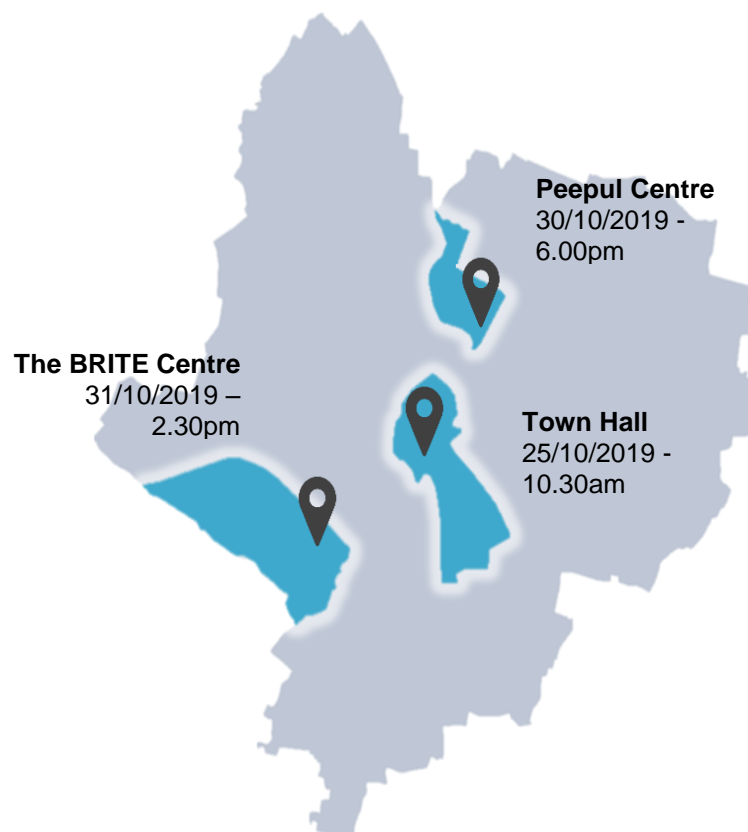 Peepul Centre
30/10/2019 -
6.00pm
The BRITE Centre
31/10/2019 –
2.30pm
Town Hall
25/10/2019 -
10.30am